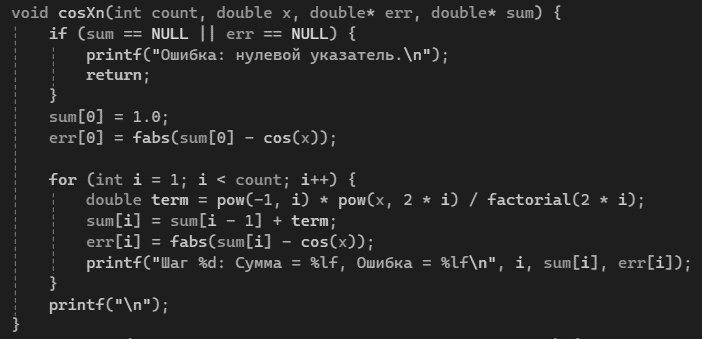 void cosXn(int count, double x, double* err, double* sum) {
if (sum == NULL || err == NULL) {
printf("Ошибка: нулевой указатель.\n");
return;
}
sum[0] = 1.0;
err[0] = fabs(sum[0] - cos(x));
for (int i = 1; i < count; i++) {
double term = pow(-1, i) * pow(x, 2 * i) / factorial(2 * i);
sum[i] = sum[i - 1] + term;
err[i] = fabs(sum[i] - cos(x));
printf("Шаг %d: Сумма = %lf, Ошибка = %lf\n", i, sum[i], err[i]);
}
printf("\n");
}